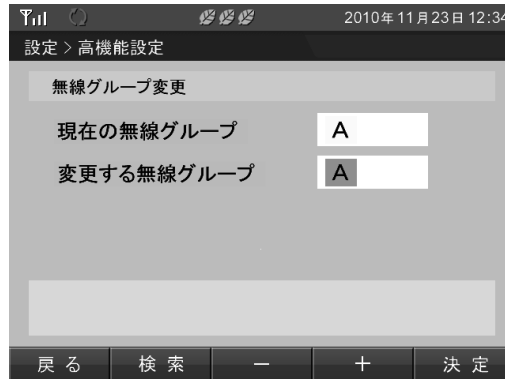 2010年11月23日 12:34
設定 > 高機能設定
無線グループ変更
現在の無線グループ A
変更する無線グループ A
戻る 検索 － ＋ 決定